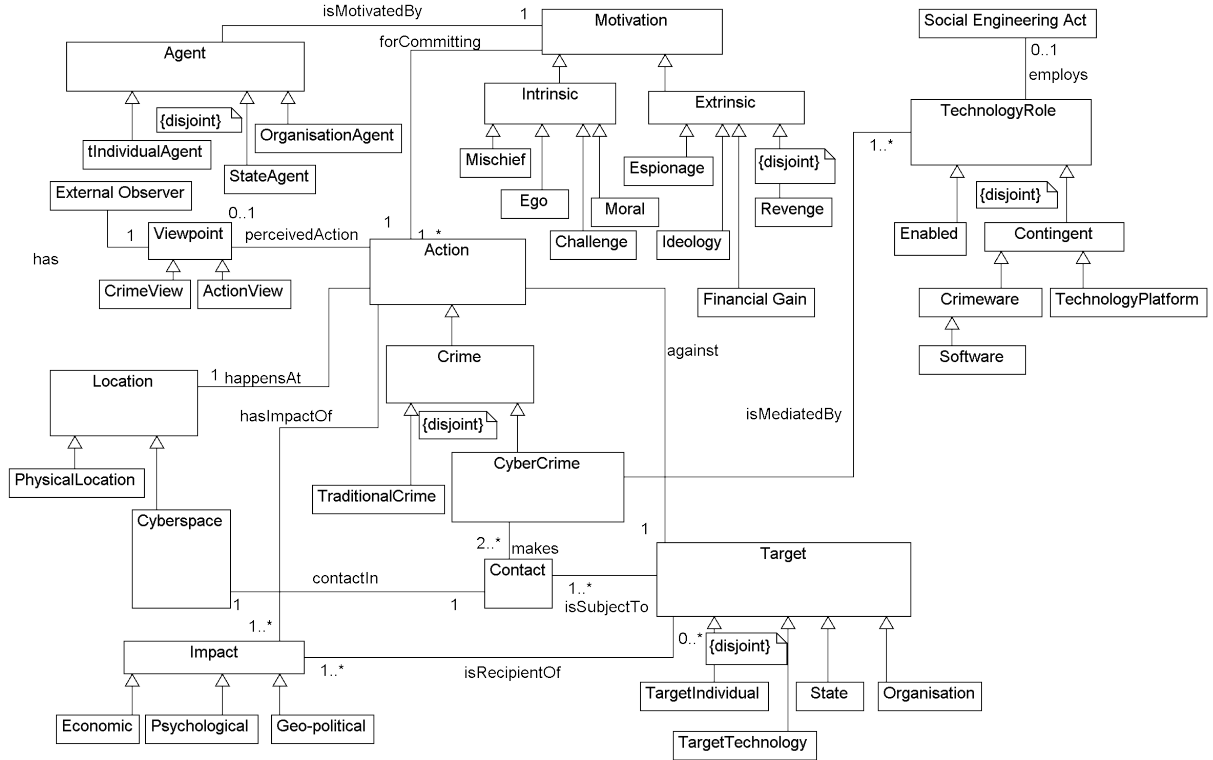 isMotivatedBy
1
Motivation
Social Engineering Act
forCommitting
Agent
0..1
employs
Intrinsic
Extrinsic
TechnologyRole
{disjoint}
OrganisationAgent
tIndividualAgent
Mischief
Espionage
{disjoint}
1..*
StateAgent
External Observer
Ego
Moral
Revenge
{disjoint}
0..1
1
Viewpoint
1
perceivedAction
1..*
Challenge
Ideology
Enabled
Contingent
has
Action
CrimeView
ActionView
Financial Gain
Crimeware
TechnologyPlatform
Crime
against
Software
Location
1
happensAt
hasImpactOf
{disjoint}
isMediatedBy
PhysicalLocation
CyberCrime
TraditionalCrime
Cyberspace
1
2..*
makes
Target
contactIn
Contact
1..*
1
1
isSubjectTo
1..*
0..*
{disjoint}
Impact
1..*
isRecipientOf
TargetIndividual
State
Organisation
Economic
Psychological
Geo-political
TargetTechnology